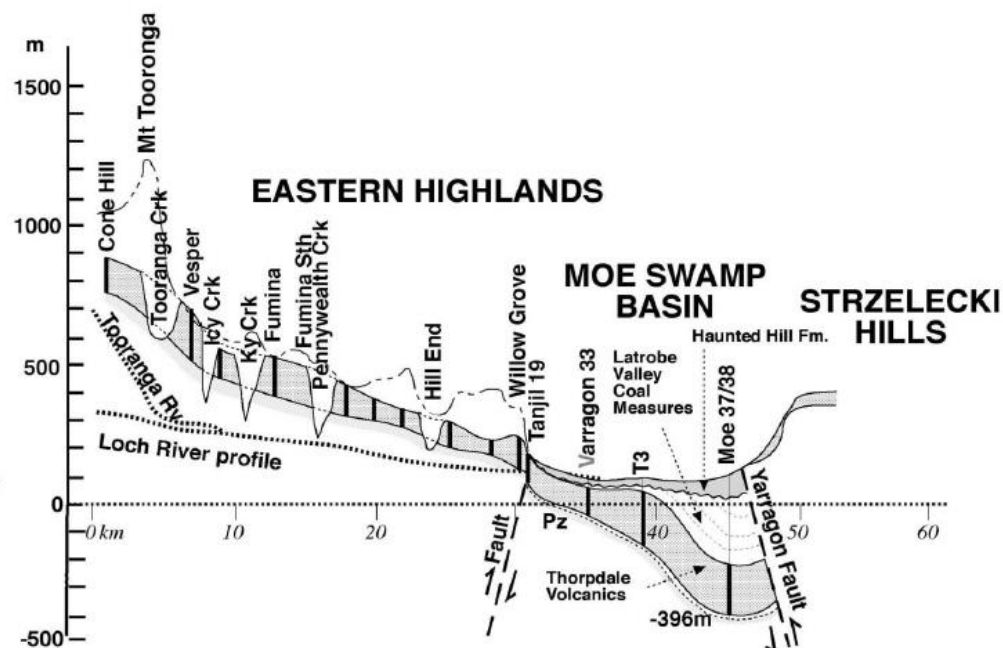 m
1500
1000
500
0
-500
Cone Hill
Mt Tooronga
Tooranga Crk
Vesper
Icy Crk
Ky Crk
Fumina
Fumina Sth
Pennywealth Crk
Hill End
Willow Grove
Tanjil 19
Varragon 33
T3
Moe 37/38
EASTERN HIGHLANDS
MOE SWAMP
BASIN
STRZELECKI
HILLS
Haunted Hill Fm.
Latrobe
Valley
Coal
Measures
Tooranga Rv.
Loch River profile
0 km
10
20
40
50
60
Pz
Fault
Thorpdale
Volcanics
-396m
Yarragon Fault